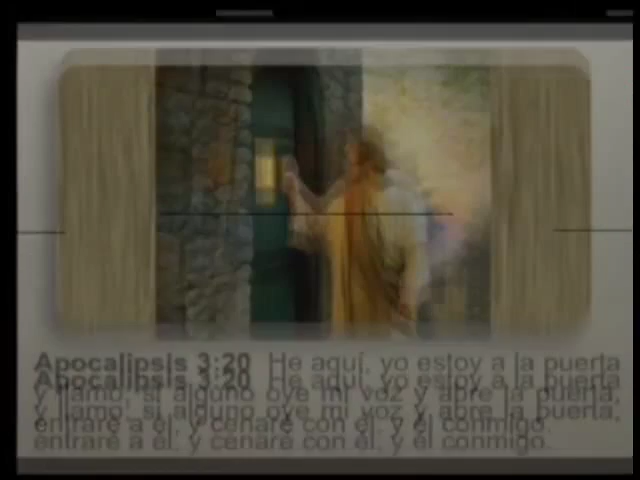 Apocalipsis 3:20 He aquí, yo estoy a la puerta
y llamo; si alguno oye mi voz y abre la puerta,
entraré a él, y cenaré con él, y él conmigo.